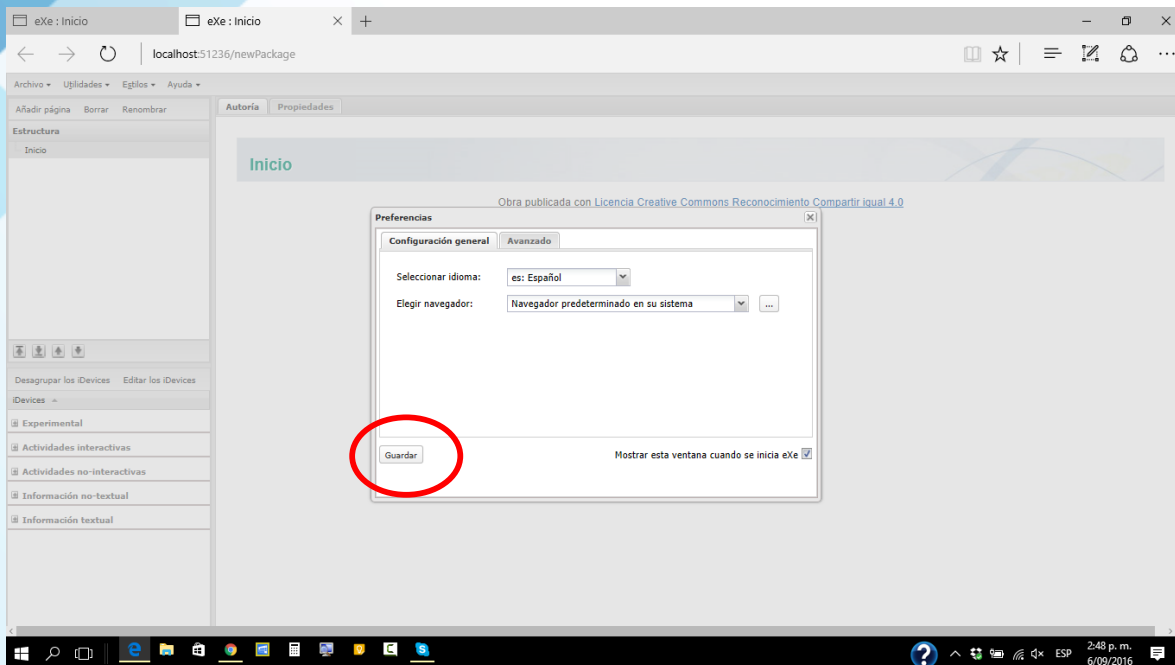 eXe : Inicio
eXe : Inicio
localhost:51236/newPackage
Archivo Utilidades Estilos Ayuda
Añadir página Borrar Renombrar
Autoría Propiedades
Estructura
Inicio
Inicio
Obra publicada con Licencia Creative Commons Reconocimiento Compartir igual 4.0
Preferencias
Configuración general Avanzado
Seleccionar idioma: es: Español
Elegir navegador: Navegador predeterminado en su sistema ...
Desagrupar los iDevices Editar los iDevices
iDevices
Experimental
Actividades interactivas
Guardar
Mostrar esta ventana cuando se inicia eXe
Actividades no-interactivas
Información no-textual
Información textual
ESP
2:48 p. m.
6/09/2016